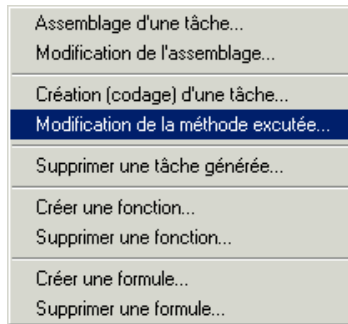 Assemblage d'une tâche...
Modification de l'assemblage...
Création (codage) d'une tâche...
Modification de la méthode excutée...
Supprimer une tâche générée...
Créer une fonction...
Supprimer une fonction...
Créer une formule...
Supprimer une formule...